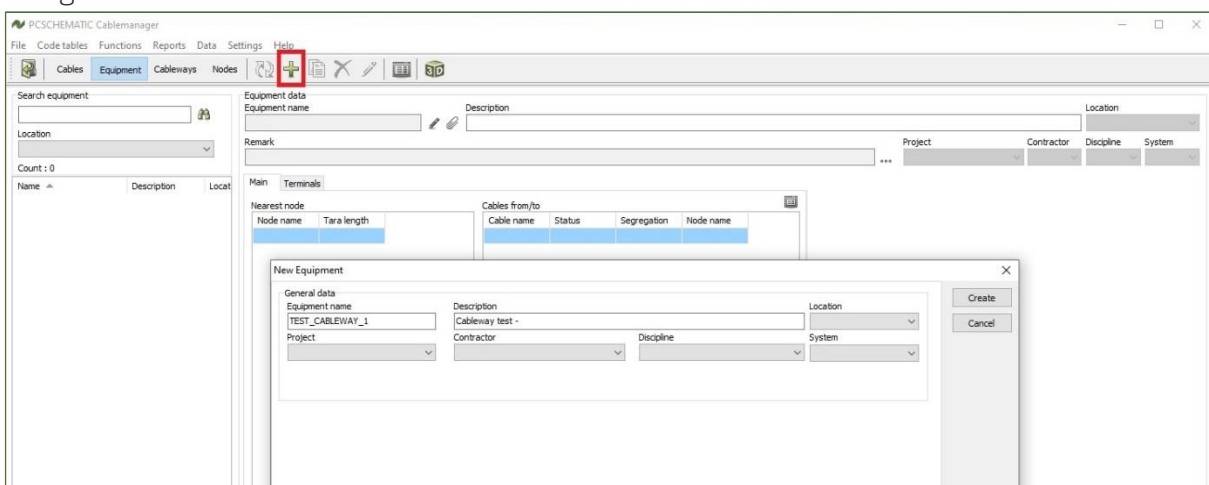 PCSCHEMATIC Cablemanager
File Code tables Functions Reports Data Settings Help
Cables Equipment Cableways Nodes 3D
Search equipment
Location
Count : 0
Name Description Locat
Equipment data
Equipment name Description Location
Remark Project Contractor Discipline System
Main Terminals
Nearest node Cables from/to
Node name Tara length Cable name Status Segregation Node name
New Equipment
General data
Equipment name Description Location
TEST_CABLEWAY_1 Cableway test -
Project Contractor Discipline System
Create
Cancel